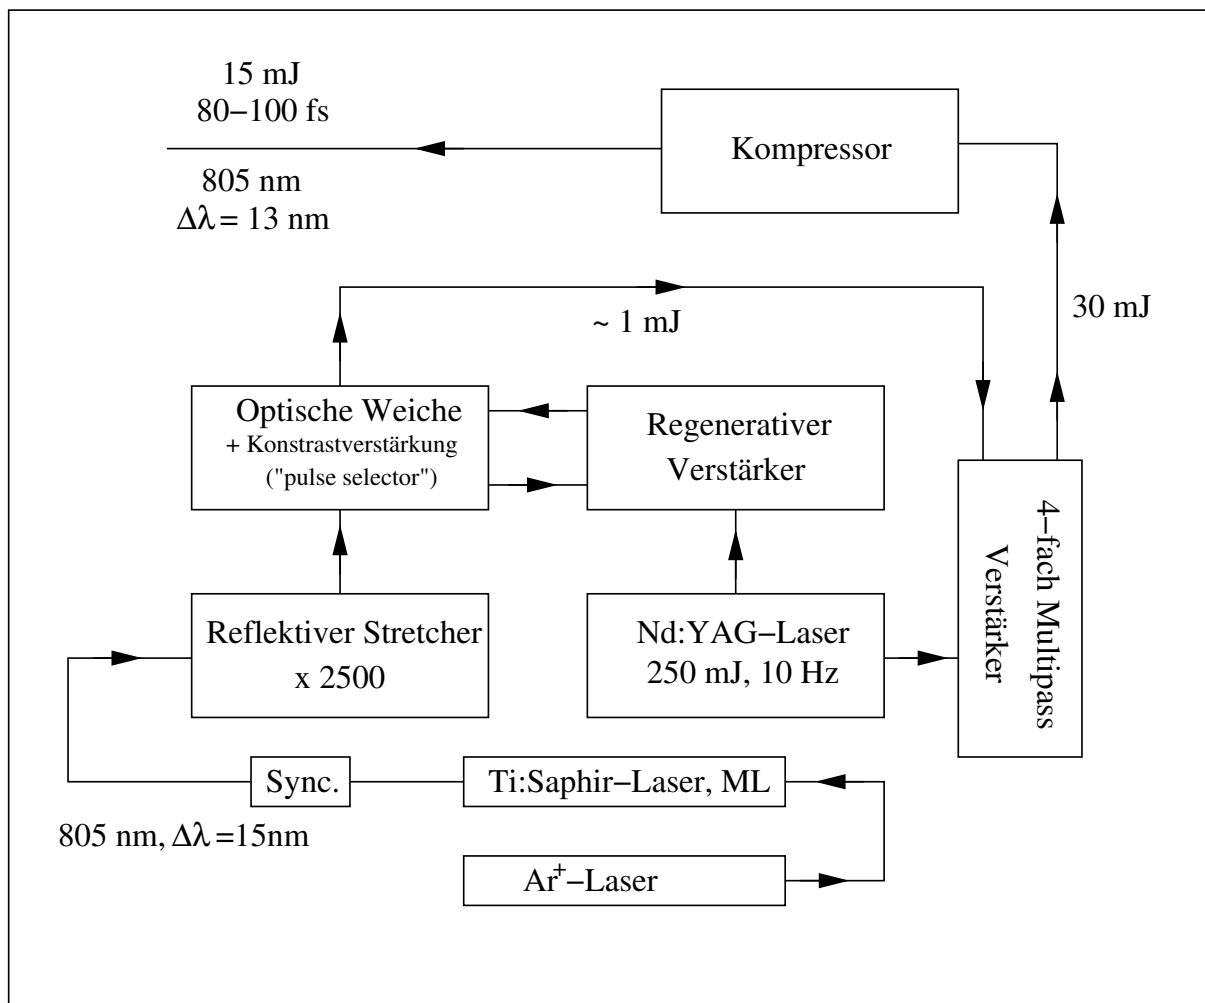 15 mJ
80–100 fs
805 nm
Δλ = 13 nm
Kompressor
30 mJ
~ 1 mJ
Optische Weiche
+ Konstrastverstärkung
("pulse selector")
Regenerativer
Verstärker
4–fach Multipass
Verstärker
Reflektiver Stretcher
x 2500
Nd:YAG–Laser
250 mJ, 10 Hz
Sync.
Ti:Saphir–Laser, ML
805 nm, Δλ =15nm
Ar⁺–Laser